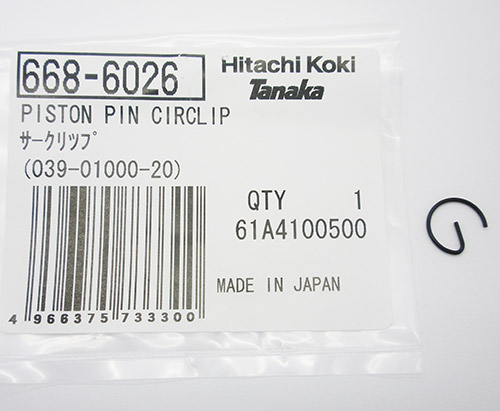 668-6026
Hitachi Koki
Tanaka
PISTON PIN CIRCLIP
サークリツプ
(039-01000-20)
QTY 1
61A4100500
MADE IN JAPAN
4 966375 733300